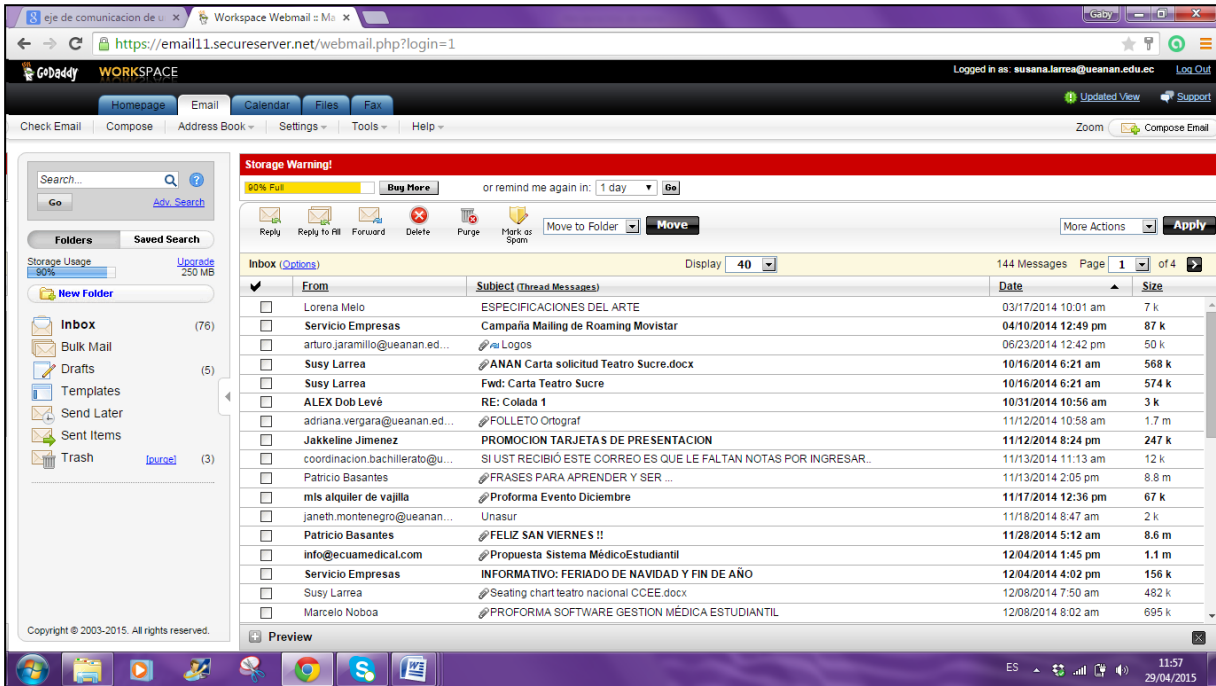 eje de comunicacion de u
Workspace Webmail :: Ma
Gaby
https://email11.secureserver.net/webmail.php?login=1
GoDaddy WORKSPACE
Logged in as: susana.larrea@ueanan.edu.ec Log Out
Homepage Email Calendar Files Fax
Updated View Support
Check Email Compose Address Book Settings Tools Help
Zoom Compose Email
Search...
Go Adv. Search
Folders Saved Search
Storage Usage Upgrade
90% 250 MB
New Folder
Inbox (76)
Bulk Mail
Drafts (5)
Templates
Send Later
Sent Items
Trash [purge] (3)
Copyright © 2003-2015. All rights reserved.
Storage Warning!
90% Full Buy More or remind me again in: 1 day Go
Reply Reply to All Forward Delete Purge Mark as Spam Move to Folder Move More Actions Apply
Inbox (Options) Display 40 144 Messages Page 1 of 4
From Subject (Thread Messages) Date Size
Lorena Melo ESPECIFICACIONES DEL ARTE 03/17/2014 10:01 am 7 k
Servicio Empresas Campaña Mailing de Roaming Movistar 04/10/2014 12:49 pm 87 k
arturo.jaramillo@ueanan.ed... Logos 06/23/2014 12:42 pm 50 k
Susy Larrea ANAN Carta solicitud Teatro Sucre.docx 10/16/2014 6:21 am 568 k
Susy Larrea Fwd: Carta Teatro Sucre 10/16/2014 6:21 am 574 k
ALEX Dob Levé RE: Colada 1 10/31/2014 10:56 am 3 k
adriana.vergara@ueanan.ed... FOLLETO Ortograf 11/12/2014 10:58 am 1.7 m
Jakkeline Jimenez PROMOCION TARJETAS DE PRESENTACION 11/12/2014 8:24 pm 247 k
coordinacion.bachillerato@u... SI UST RECIBIÓ ESTE CORREO ES QUE LE FALTAN NOTAS POR INGRESAR.. 11/13/2014 11:13 am 12 k
Patricio Basantes FRASES PARA APRENDER Y SER ... 11/13/2014 2:05 pm 8.8 m
mls alquiler de vajilla Proforma Evento Diciembre 11/17/2014 12:36 pm 67 k
janeth.montenegro@ueanan... Unasur 11/18/2014 8:47 am 2 k
Patricio Basantes FELIZ SAN VIERNES !! 11/28/2014 5:12 am 8.6 m
info@ecuamedical.com Propuesta Sistema MédicoEstudiantil 12/04/2014 1:45 pm 1.1 m
Servicio Empresas INFORMATIVO: FERIADO DE NAVIDAD Y FIN DE AÑO 12/04/2014 4:02 pm 156 k
Susy Larrea Seating chart teatro nacional CCEE.docx 12/08/2014 7:50 am 482 k
Marcelo Noboa PROFORMA SOFTWARE GESTION MÉDICA ESTUDIANTIL 12/08/2014 8:02 am 695 k
Preview
ES 11:57
29/04/2015